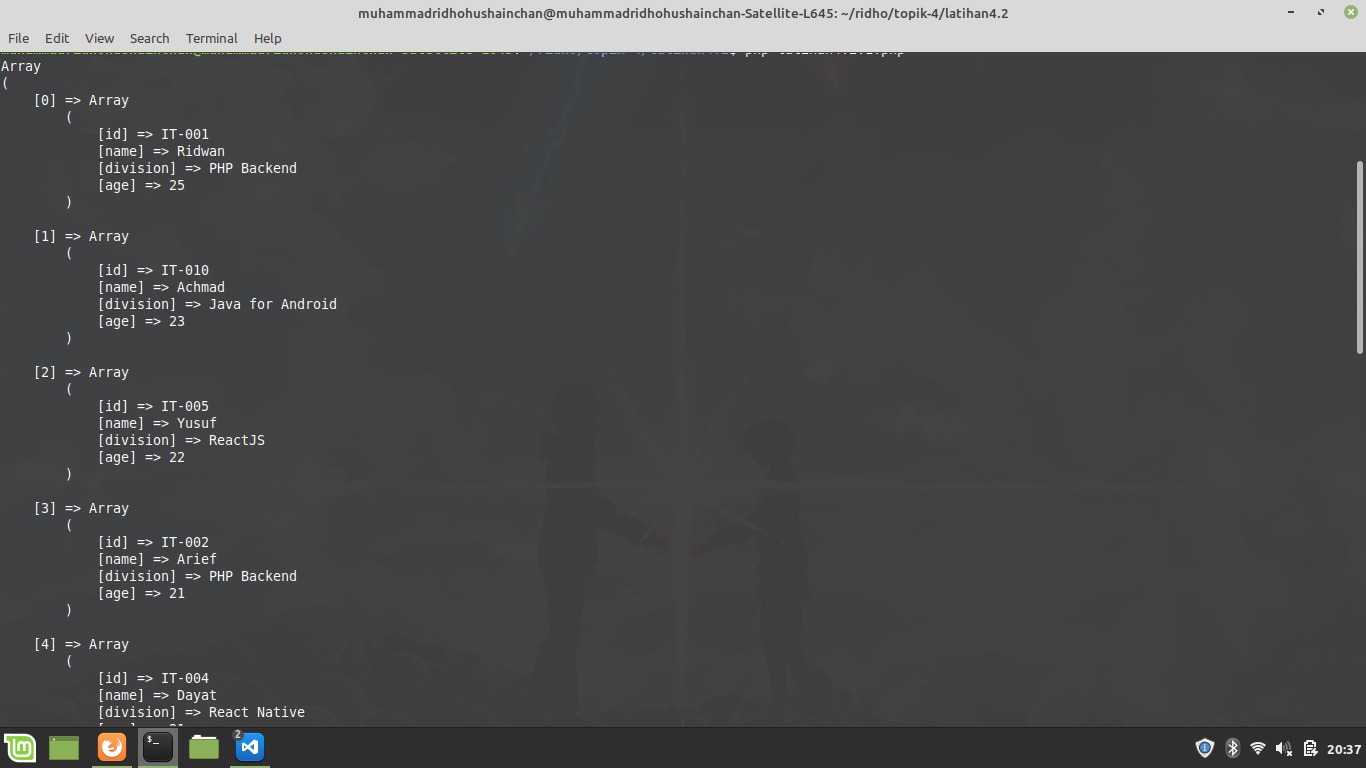 muhammadridhohushainchan@muhammadridhohushainchan-Satellite-L645: ~/ridho/topik-4/latihan4.2
File Edit View Search Terminal Help
Array
(
[0] => Array
(
[id] => IT-001
[name] => Ridwan
[division] => PHP Backend
[age] => 25
)
[1] => Array
(
[id] => IT-010
[name] => Achmad
[division] => Java for Android
[age] => 23
)
[2] => Array
(
[id] => IT-005
[name] => Yusuf
[division] => ReactJS
[age] => 22
)
[3] => Array
(
[id] => IT-002
[name] => Arief
[division] => PHP Backend
[age] => 21
)
[4] => Array
(
[id] => IT-004
[name] => Dayat
[division] => React Native
$_
2
20:37